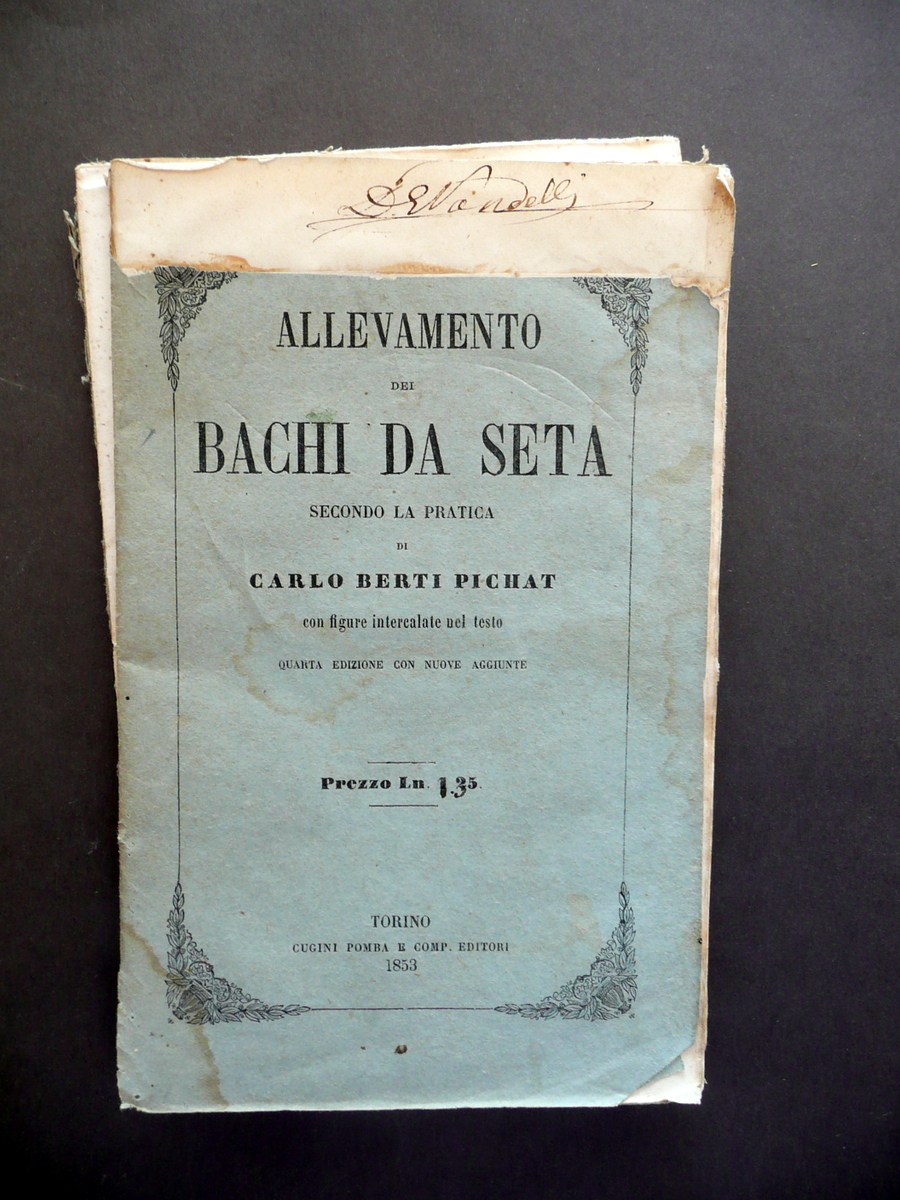 D. E. Vandelli
ALLEVAMENTO
DEI
BACHI DA SETA
SECONDO LA PRATICA
DI
CARLO BERTI PICHAT
con figure intercalate nel testo
QUARTA EDIZIONE CON NUOVE AGGIUNTE
Prezzo Ln. 1.35.
TORINO
CUGINI POMBA E COMP. EDITORI
1853